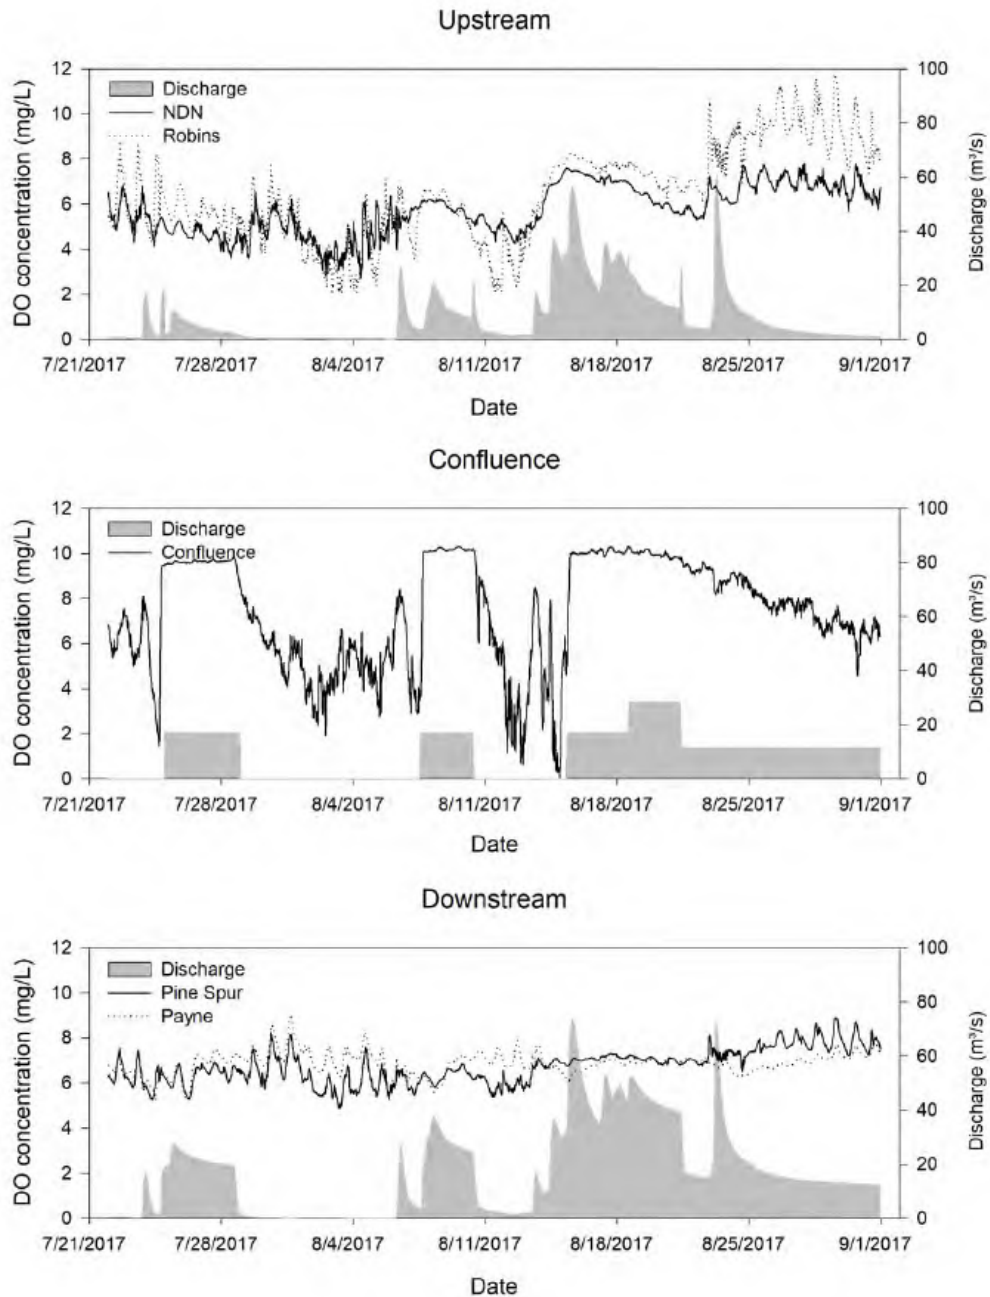 Upstream
DO concentration (mg/L)
12
10
8
6
4
2
0
Discharge
NDN
Robins
100
80
60
40
20
0
Discharge (m³/s)
7/21/2017 7/28/2017 8/4/2017 8/11/2017 8/18/2017 8/25/2017 9/1/2017
Date
Confluence
DO concentration (mg/L)
12
10
8
6
4
2
0
Discharge
Confluence
100
80
60
40
20
0
Discharge (m³/s)
7/21/2017 7/28/2017 8/4/2017 8/11/2017 8/18/2017 8/25/2017 9/1/2017
Date
Downstream
DO concentration (mg/L)
12
10
8
6
4
2
0
Discharge
Pine Spur
Payne
100
80
60
40
20
0
Discharge (m³/s)
7/21/2017 7/28/2017 8/4/2017 8/11/2017 8/18/2017 8/25/2017 9/1/2017
Date